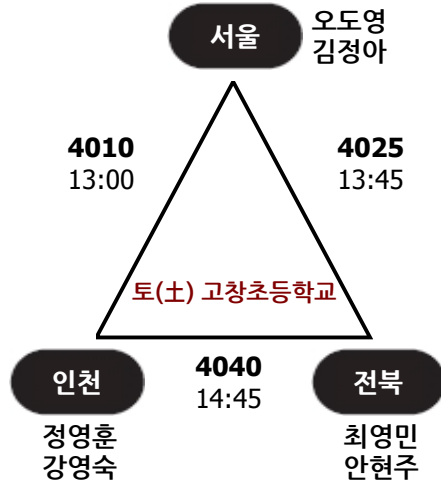 서울
오도영
김정아
4010
13:00
4025
13:45
토(土) 고창초등학교
인천
4040
14:45
전북
정영훈
강영숙
최영민
안현주